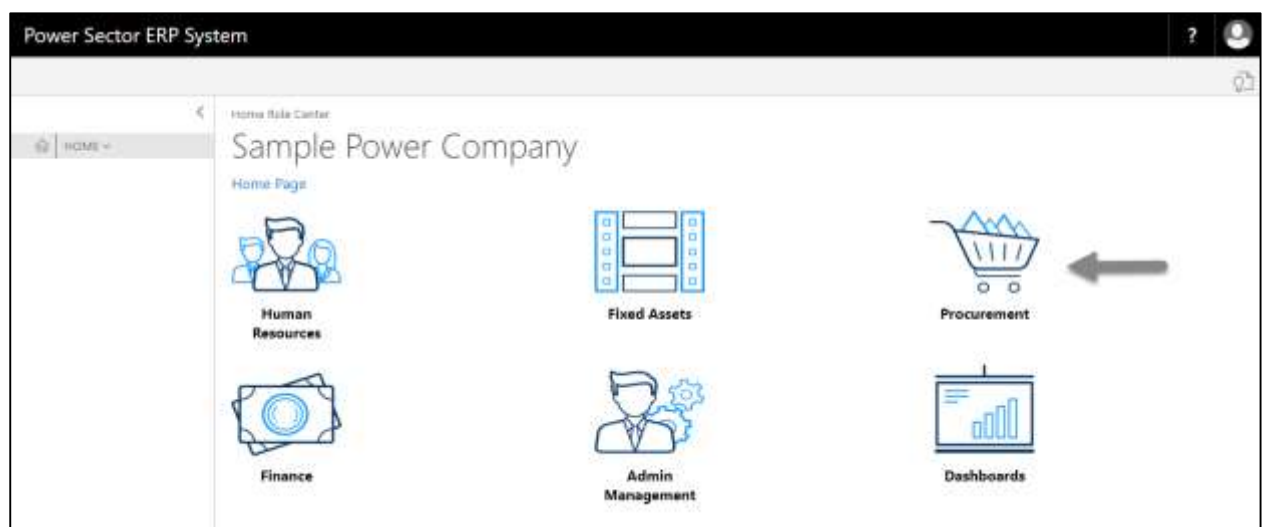 Power Sector ERP System
?
Home Role Center
HOME
Sample Power Company
Home Page
Human
Resources
Fixed Assets
Procurement
Finance
Admin
Management
Dashboards